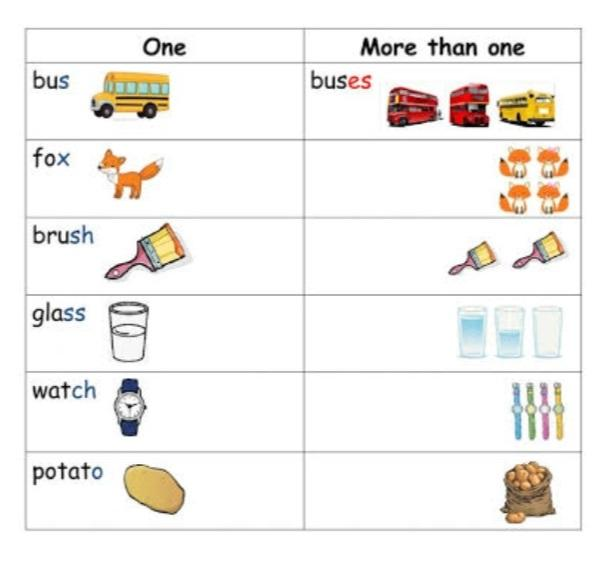 One More than one
bus buses
fox
brush
glass
watch
potato